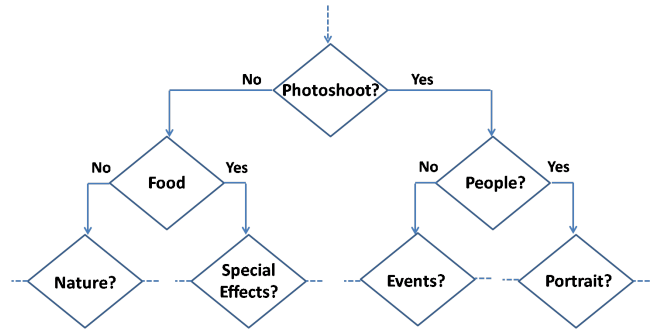 No
Yes
Photoshoot?
No
Yes
No
Yes
Food
People?
Nature?
Special
Effects?
Events?
Portrait?